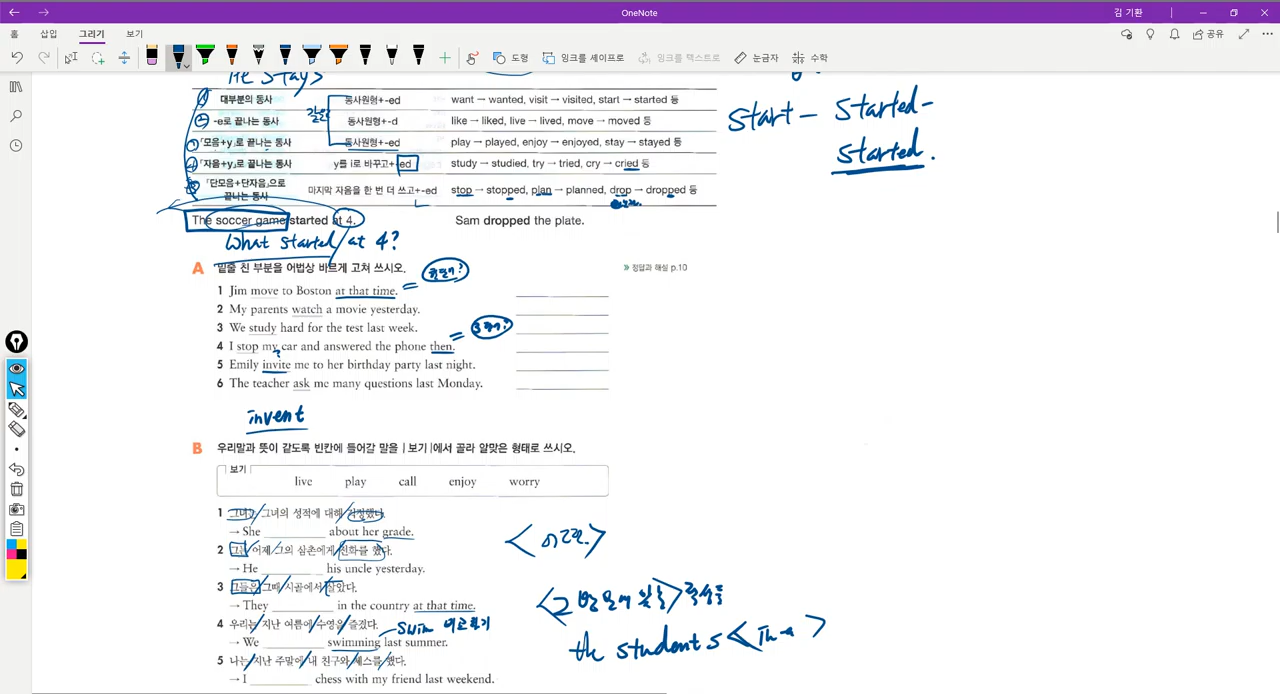 OneNote
김 기환
홈 삽입 그리기 보기
공유
도형 잉크를 셰이프로 잉크를 텍스트로 눈금자 수학
He stays
대부분의 동사 동사원형+-ed want → wanted, visit → visited, start → started 등
-e로 끝나는 동사 동사원형+-d like → liked, live → lived, move → moved 등
「모음+y」로 끝나는 동사 동사원형+-ed play → played, enjoy → enjoyed, stay → stayed 등
「자음+y」로 끝나는 동사 y를 i로 바꾸고+-ed study → studied, try → tried, cry → cried 등
「단모음+단자음」으로 끝나는 동사 마지막 자음을 한 번 더 쓰고+-ed stop → stopped, plan → planned, drop → dropped 등
start – started –
started.
The soccer game started at 4. Sam dropped the plate.
What started at 4?
A 밑줄 친 부분을 어법상 바르게 고쳐 쓰시오.
» 정답과 해설 p.10
1 Jim move to Boston at that time.
2 My parents watch a movie yesterday.
3 We study hard for the test last week.
4 I stop my car and answered the phone then.
5 Emily invite me to her birthday party last night.
6 The teacher ask me many questions last Monday.
invent
B 우리말과 뜻이 같도록 빈칸에 들어갈 말을 |보기|에서 골라 알맞은 형태로 쓰시오.
보기
live play call enjoy worry
1 그녀는 그녀의 성적에 대해 걱정했다.
→ She ________ about her grade.
2 그는 어제 그의 삼촌에게 전화를 했다.
→ He ________ his uncle yesterday.
3 그들은 그때 시골에서 살았다.
→ They ________ in the country at that time.
4 우리는 지난 여름에 수영을 즐겼다.
swim
→ We ________ swimming last summer.
5 나는 지난 주말에 내 친구와 체스를 했다.
→ I ________ chess with my friend last weekend.
the students